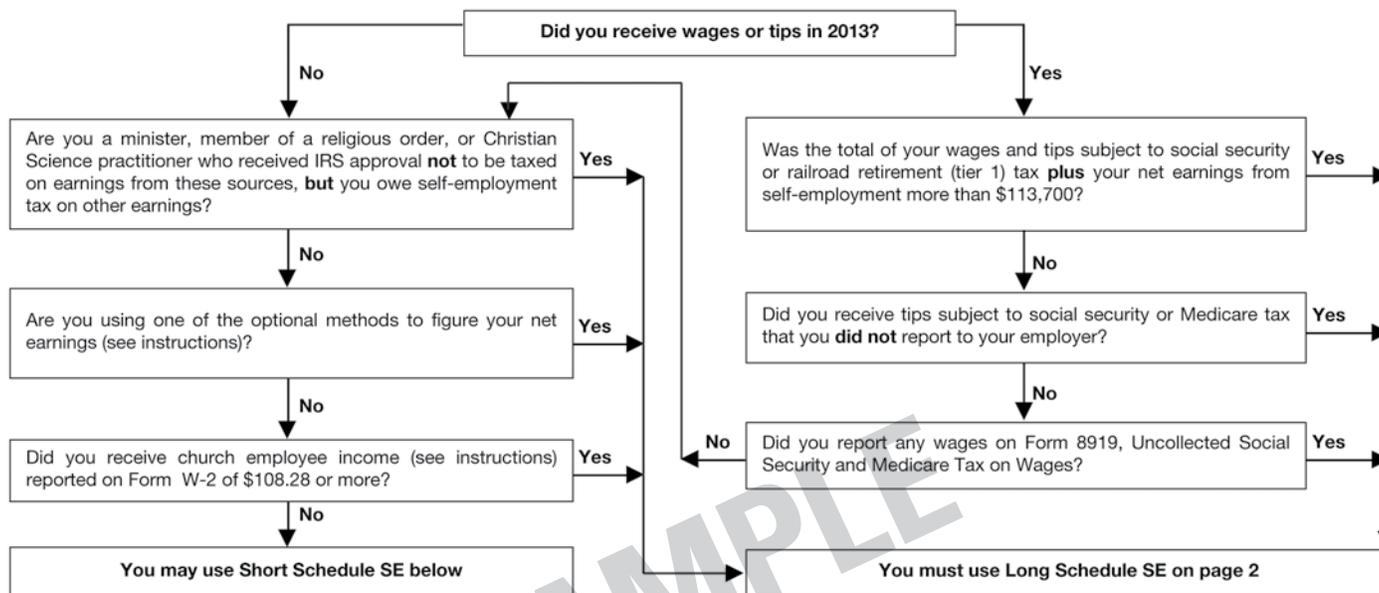 Did you receive wages or tips in 2013?
No
Yes
Are you a minister, member of a religious order, or Christian
Science practitioner who received IRS approval not to be taxed
on earnings from these sources, but you owe self-employment
tax on other earnings?
Yes
Was the total of your wages and tips subject to social security
or railroad retirement (tier 1) tax plus your net earnings from
self-employment more than $113,700?
Yes
No
No
Are you using one of the optional methods to figure your net
earnings (see instructions)?
Yes
Did you receive tips subject to social security or Medicare tax
that you did not report to your employer?
Yes
No
No
Did you receive church employee income (see instructions)
reported on Form W-2 of $108.28 or more?
Yes
No
Did you report any wages on Form 8919, Uncollected Social
Security and Medicare Tax on Wages?
Yes
No
You may use Short Schedule SE below
You must use Long Schedule SE on page 2